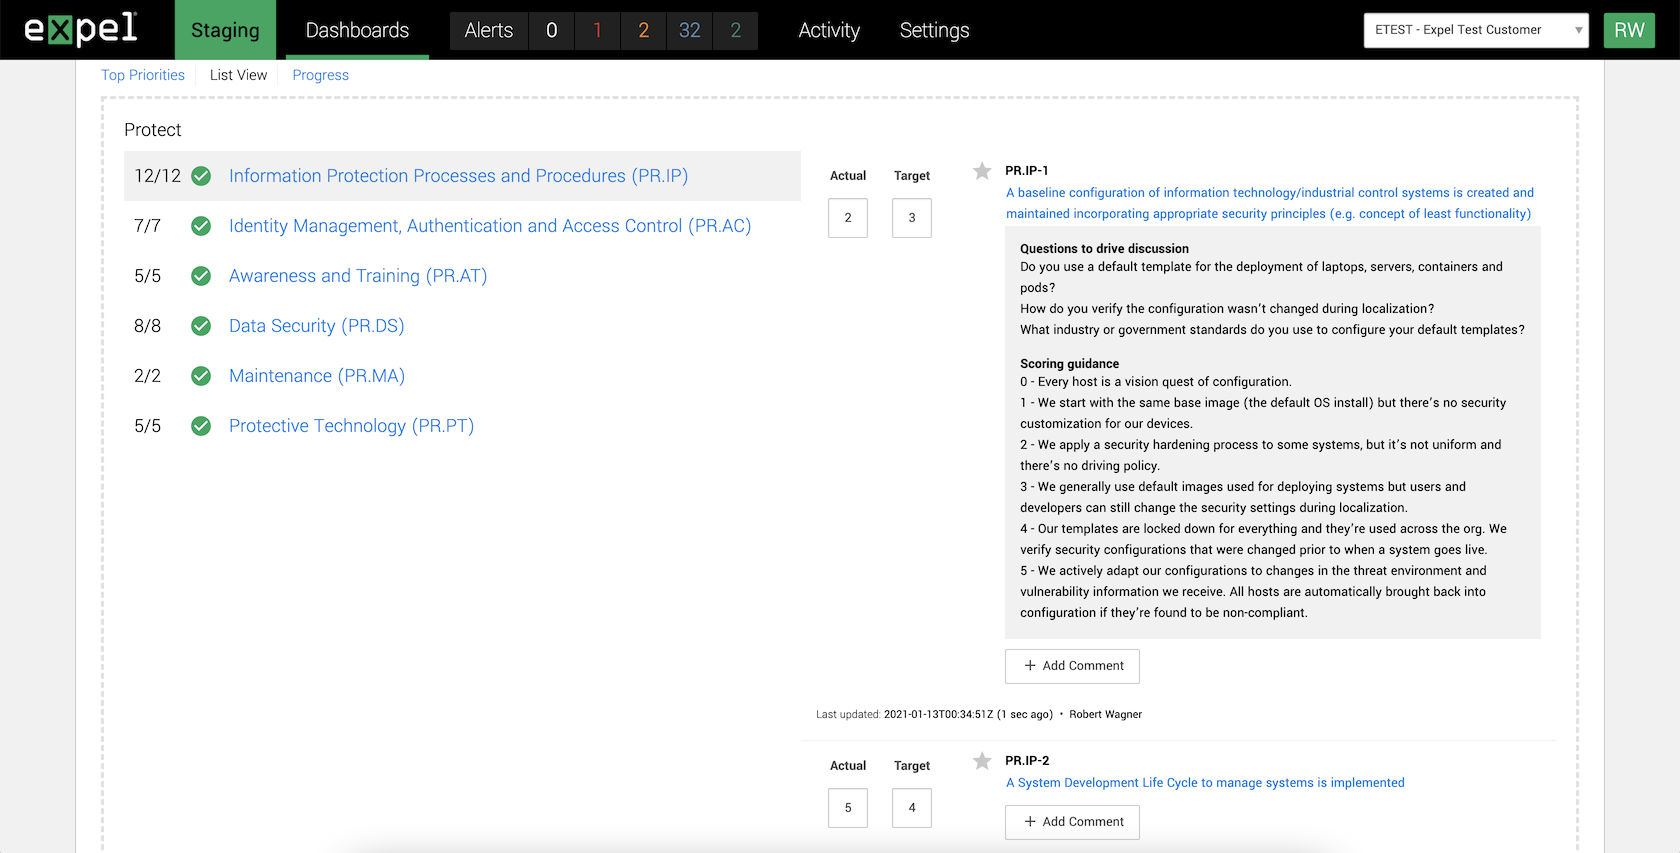 expel
Staging
Dashboards
Alerts 0 1 2 32 2
Activity
Settings
ETEST - Expel Test Customer
RW
Top Priorities
List View
Progress
Protect
12/12 Information Protection Processes and Procedures (PR.IP)
7/7 Identity Management, Authentication and Access Control (PR.AC)
5/5 Awareness and Training (PR.AT)
8/8 Data Security (PR.DS)
2/2 Maintenance (PR.MA)
5/5 Protective Technology (PR.PT)
Actual Target
2 3
PR.IP-1
A baseline configuration of information technology/industrial control systems is created and
maintained incorporating appropriate security principles (e.g. concept of least functionality)
Questions to drive discussion
Do you use a default template for the deployment of laptops, servers, containers and
pods?
How do you verify the configuration wasn't changed during localization?
What industry or government standards do you use to configure your default templates?
Scoring guidance
0 - Every host is a vision quest of configuration.
1 - We start with the same base image (the default OS install) but there's no security
customization for our devices.
2 - We apply a security hardening process to some systems, but it's not uniform and
there's no driving policy.
3 - We generally use default images used for deploying systems but users and
developers can still change the security settings during localization.
4 - Our templates are locked down for everything and they're used across the org. We
verify security configurations that were changed prior to when a system goes live.
5 - We actively adapt our configurations to changes in the threat environment and
vulnerability information we receive. All hosts are automatically brought back into
configuration if they're found to be non-compliant.
+ Add Comment
Last updated: 2021-01-13T00:34:51Z (1 sec ago) • Robert Wagner
Actual Target
5 4
PR.IP-2
A System Development Life Cycle to manage systems is implemented
+ Add Comment